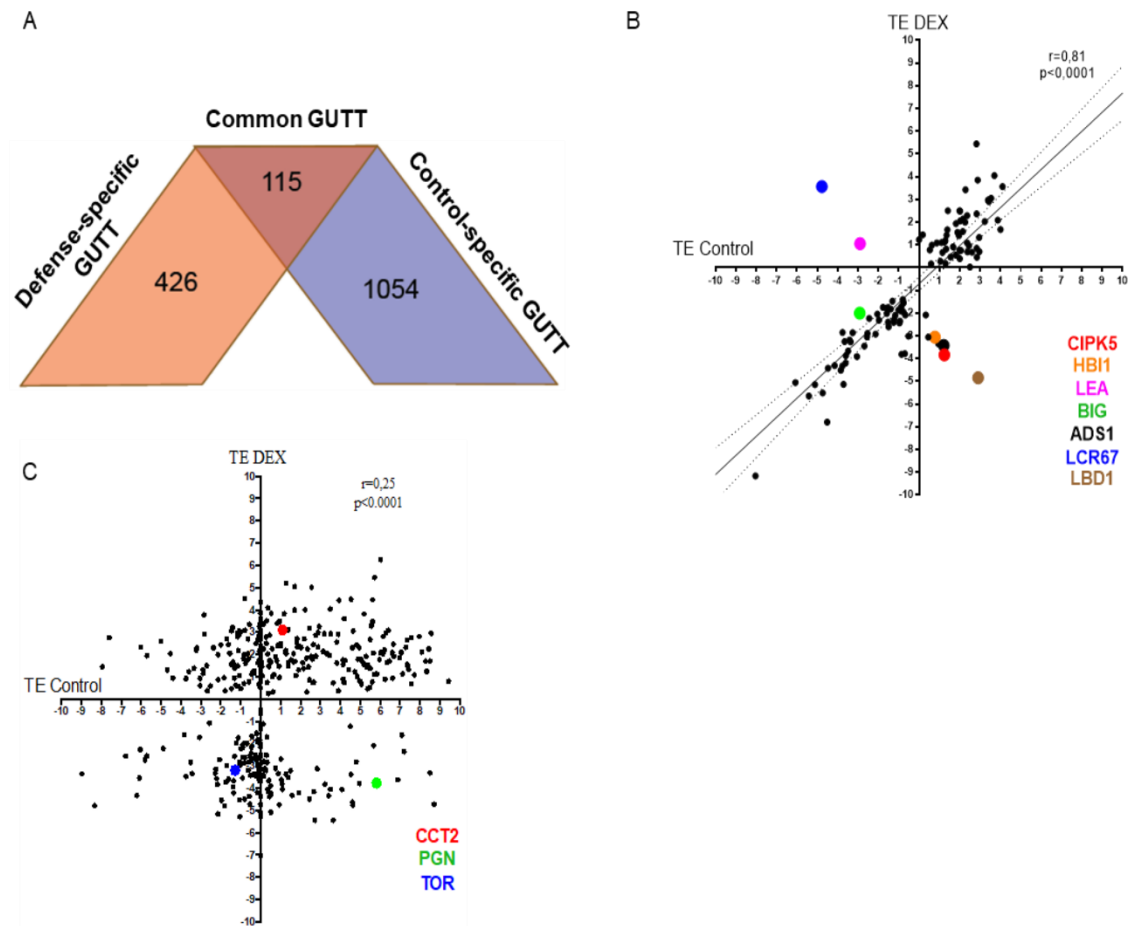 A
Common GUTT
Defense-specific
GUTT
Control-specific GUTT
115
426
1054
B
TE DEX
r=0,81
p<0,0001
10
9
8
7
6
5
4
3
2
1
TE Control
-10 -9 -8 -7 -6 -5 -4 -3 -2 -1 1 2 3 4 5 6 7 8 9 10
-1
-2
-3
-4
-5
-6
-7
-8
-9
-10
CIPK5
HBI1
LEA
BIG
ADS1
LCR67
LBD1
C
TE DEX
r=0,25
p<0.0001
10
9
8
7
6
5
4
3
2
TE Control
-10 -9 -8 -7 -6 -5 -4 -3 -2 -1 1 2 3 4 5 6 7 8 9 10
-1
-4
-5
-6
-7
-8
-9
-10
CCT2
PGN
TOR